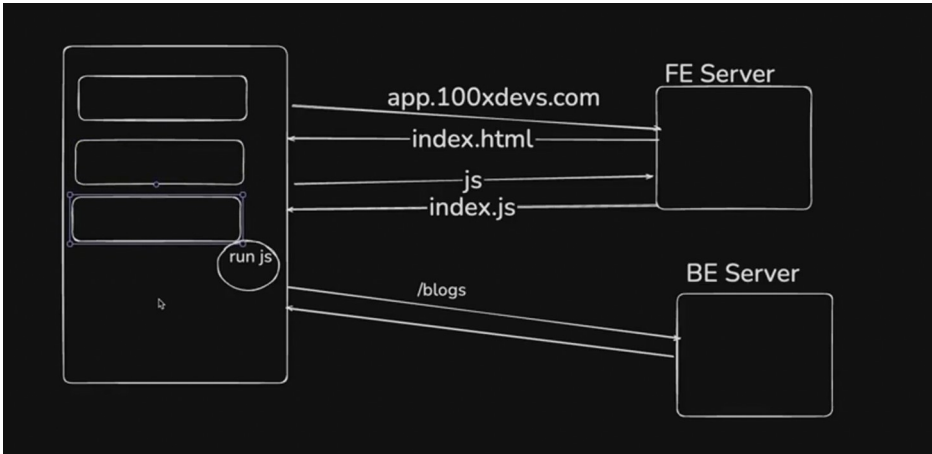 FE Server
app.100xdevs.com
index.html
js
index.js
run js
BE Server
/blogs